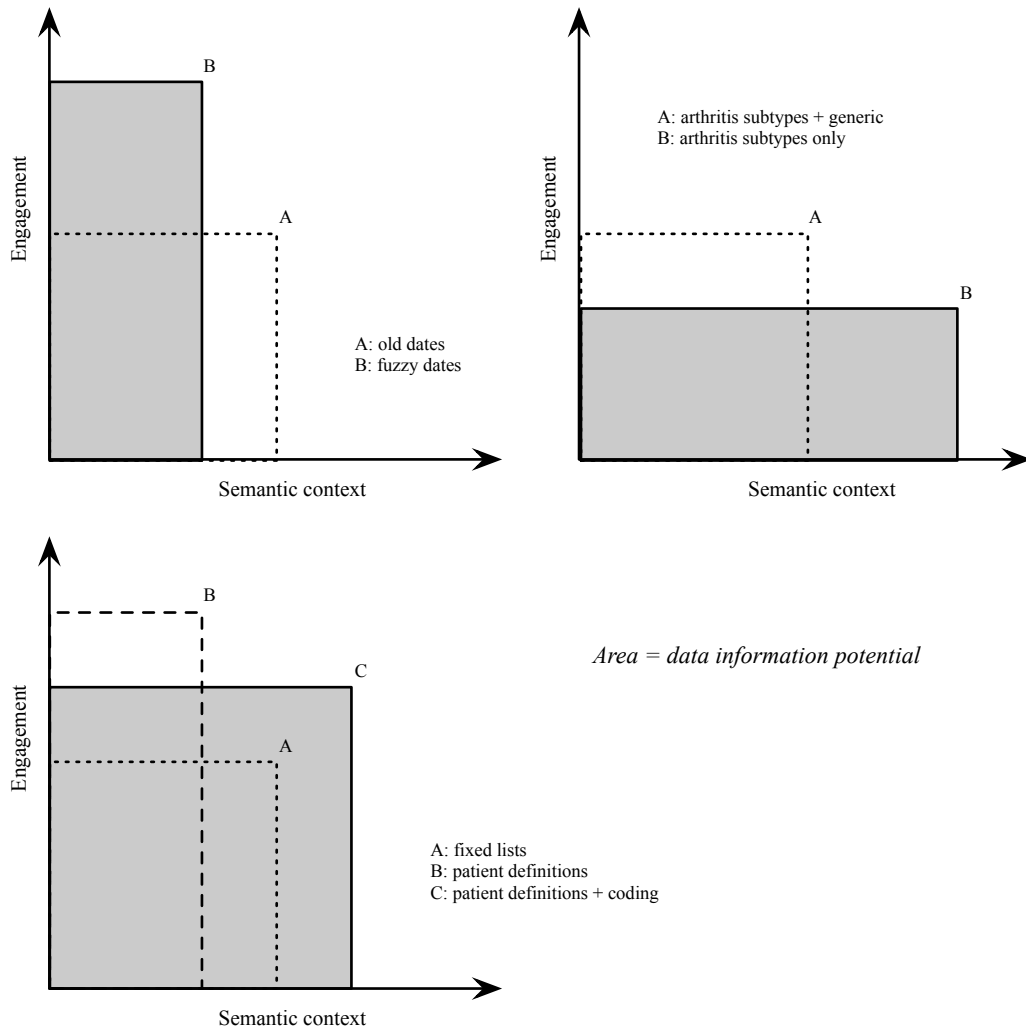 B
A
Engagement
A: old dates
B: fuzzy dates
Semantic context
A: arthritis subtypes + generic
B: arthritis subtypes only
A
B
Engagement
Semantic context
B
C
A
Engagement
Area = data information potential
A: fixed lists
B: patient definitions
C: patient definitions + coding
Semantic context